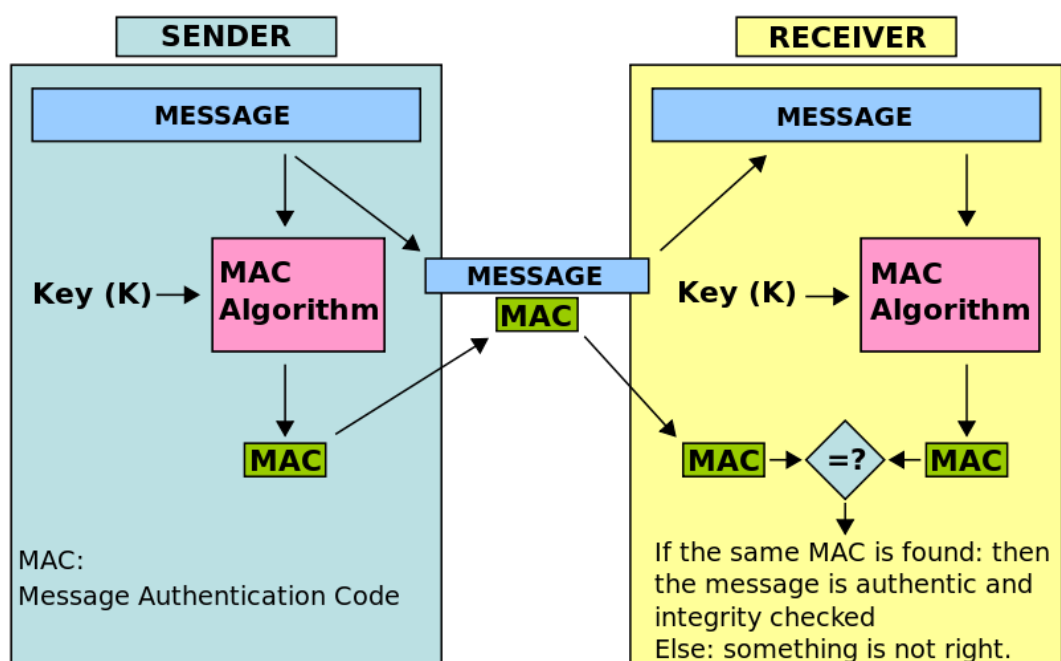 SENDER
MESSAGE
Key (K)
MAC
Algorithm
MAC
MAC:
Message Authentication Code
MESSAGE
MAC
RECEIVER
MESSAGE
Key (K)
MAC
Algorithm
MAC
=?
MAC
If the same MAC is found: then
the message is authentic and
integrity checked
Else: something is not right.